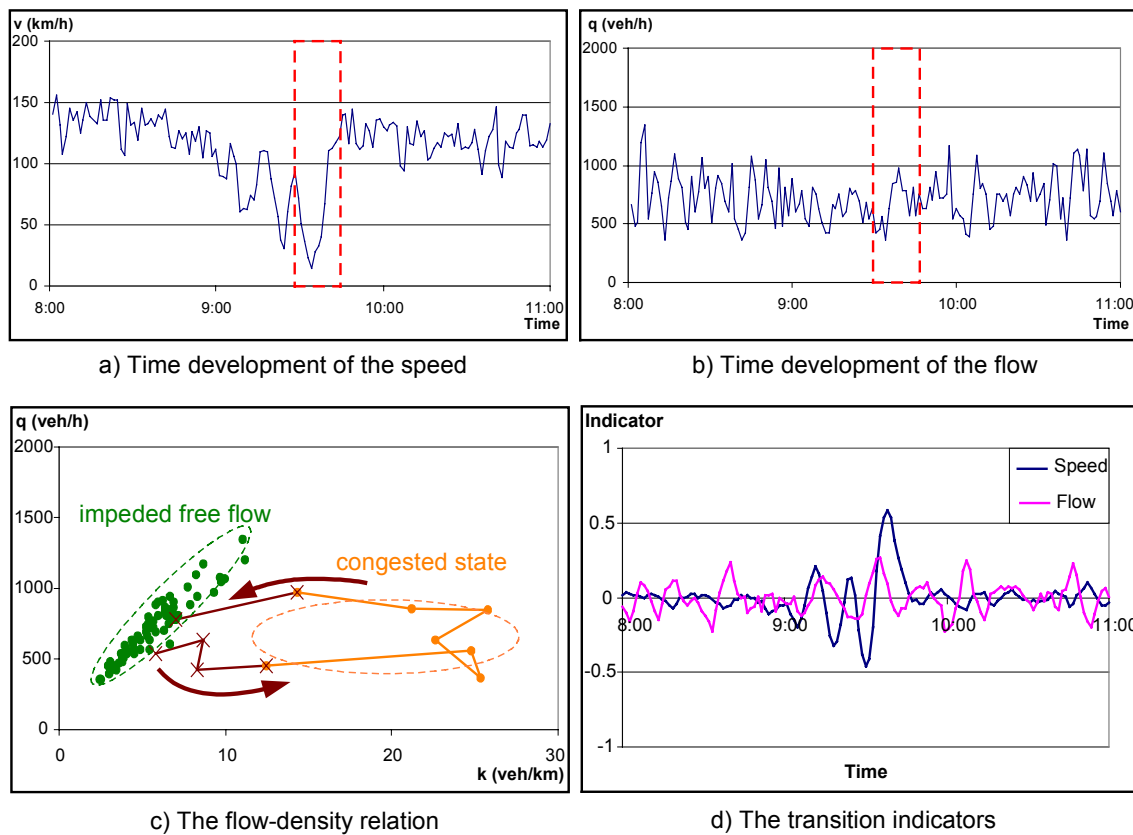 v (km/h)
200
150
100
50
0
8:00 9:00 10:00 11:00
Time
a) Time development of the speed
q (veh/h)
2000
1500
1000
500
0
8:00 9:00 10:00 11:00
Time
b) Time development of the flow
q (veh/h)
2000
1500
1000
500
0
impeded free flow
congested state
0 10 20 30
k (veh/km)
c) The flow-density relation
Indicator
1
0.5
0
-0.5
-1
Speed
Flow
8:00 9:00 10:00 11:00
Time
d) The transition indicators